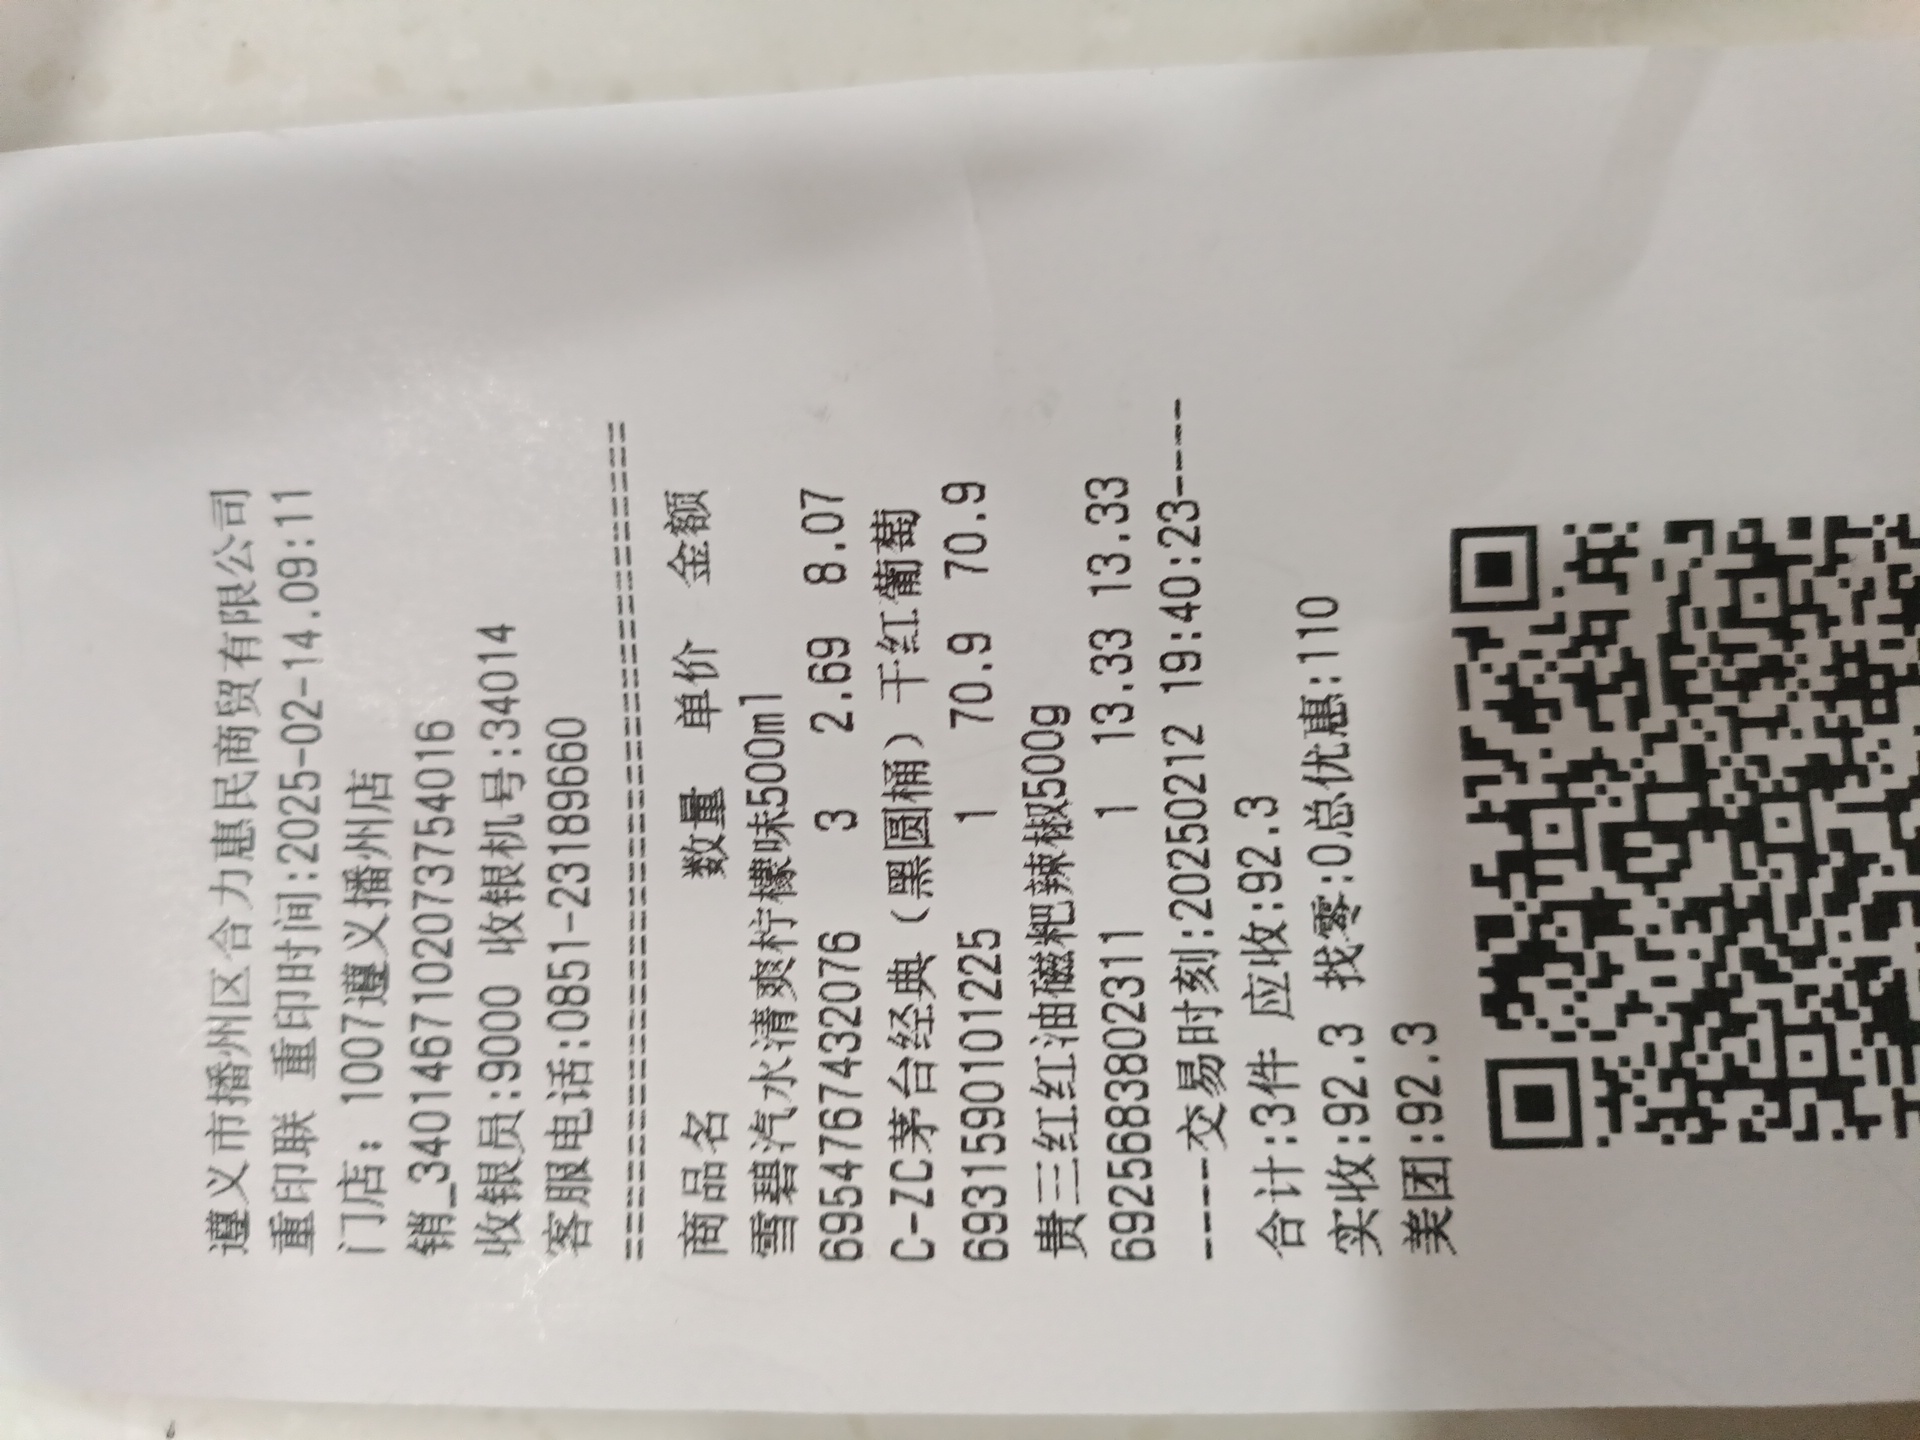 遵义市播州区合力惠民商贸有限公司
重印联 重印时间:2025-02-14.09:11
门店：1007遵义播州店
销_3401467102073754016
收银员:9000 收银机号:34014
客服电话:0851-23189660
==========================================
商品名 数量 单价 金额
雪碧汽水清爽柠檬味500ml
6954767432076 3 2.69 8.07
C-ZC茅台经典（黑圆桶）干红葡萄
6931590101225 1 70.9 70.9
贵三红红油磁粑辣椒500g
6925683802311 1 13.33 13.33
-----交易时刻:20250212 19:40:23-----
合计:3件 应收:92.3
实收:92.3 找零:0总优惠:110
美团:92.3